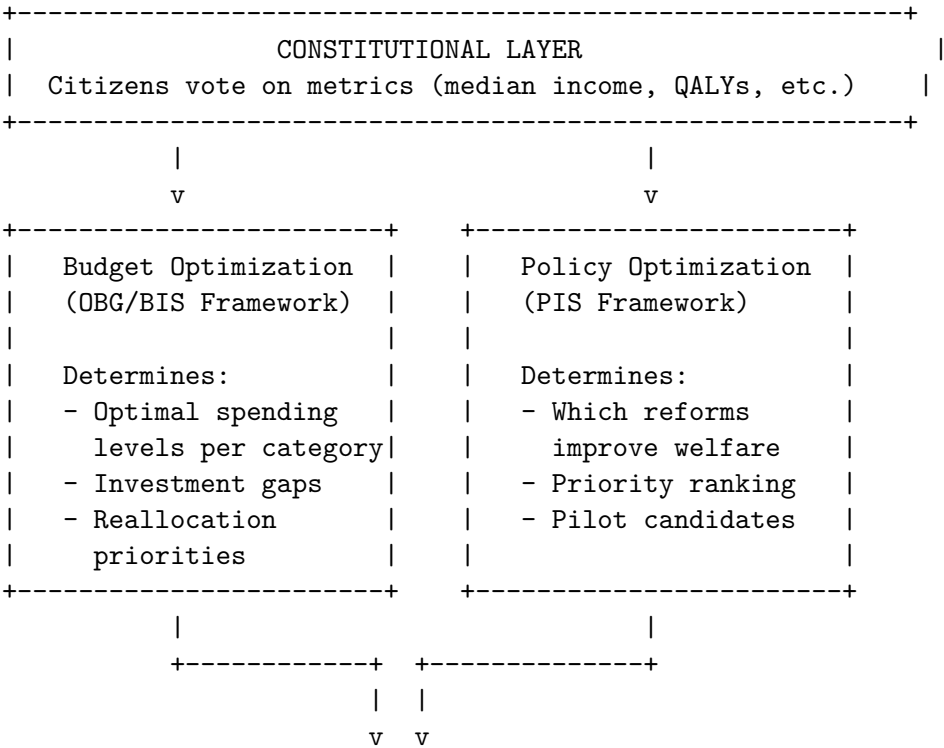 CONSTITUTIONAL LAYER
Citizens vote on metrics (median income, QALYs, etc.)
Budget Optimization
(OBG/BIS Framework)
Determines:
- Optimal spending
levels per category
- Investment gaps
- Reallocation
priorities
Policy Optimization
(PIS Framework)
Determines:
- Which reforms
improve welfare
- Priority ranking
- Pilot candidates